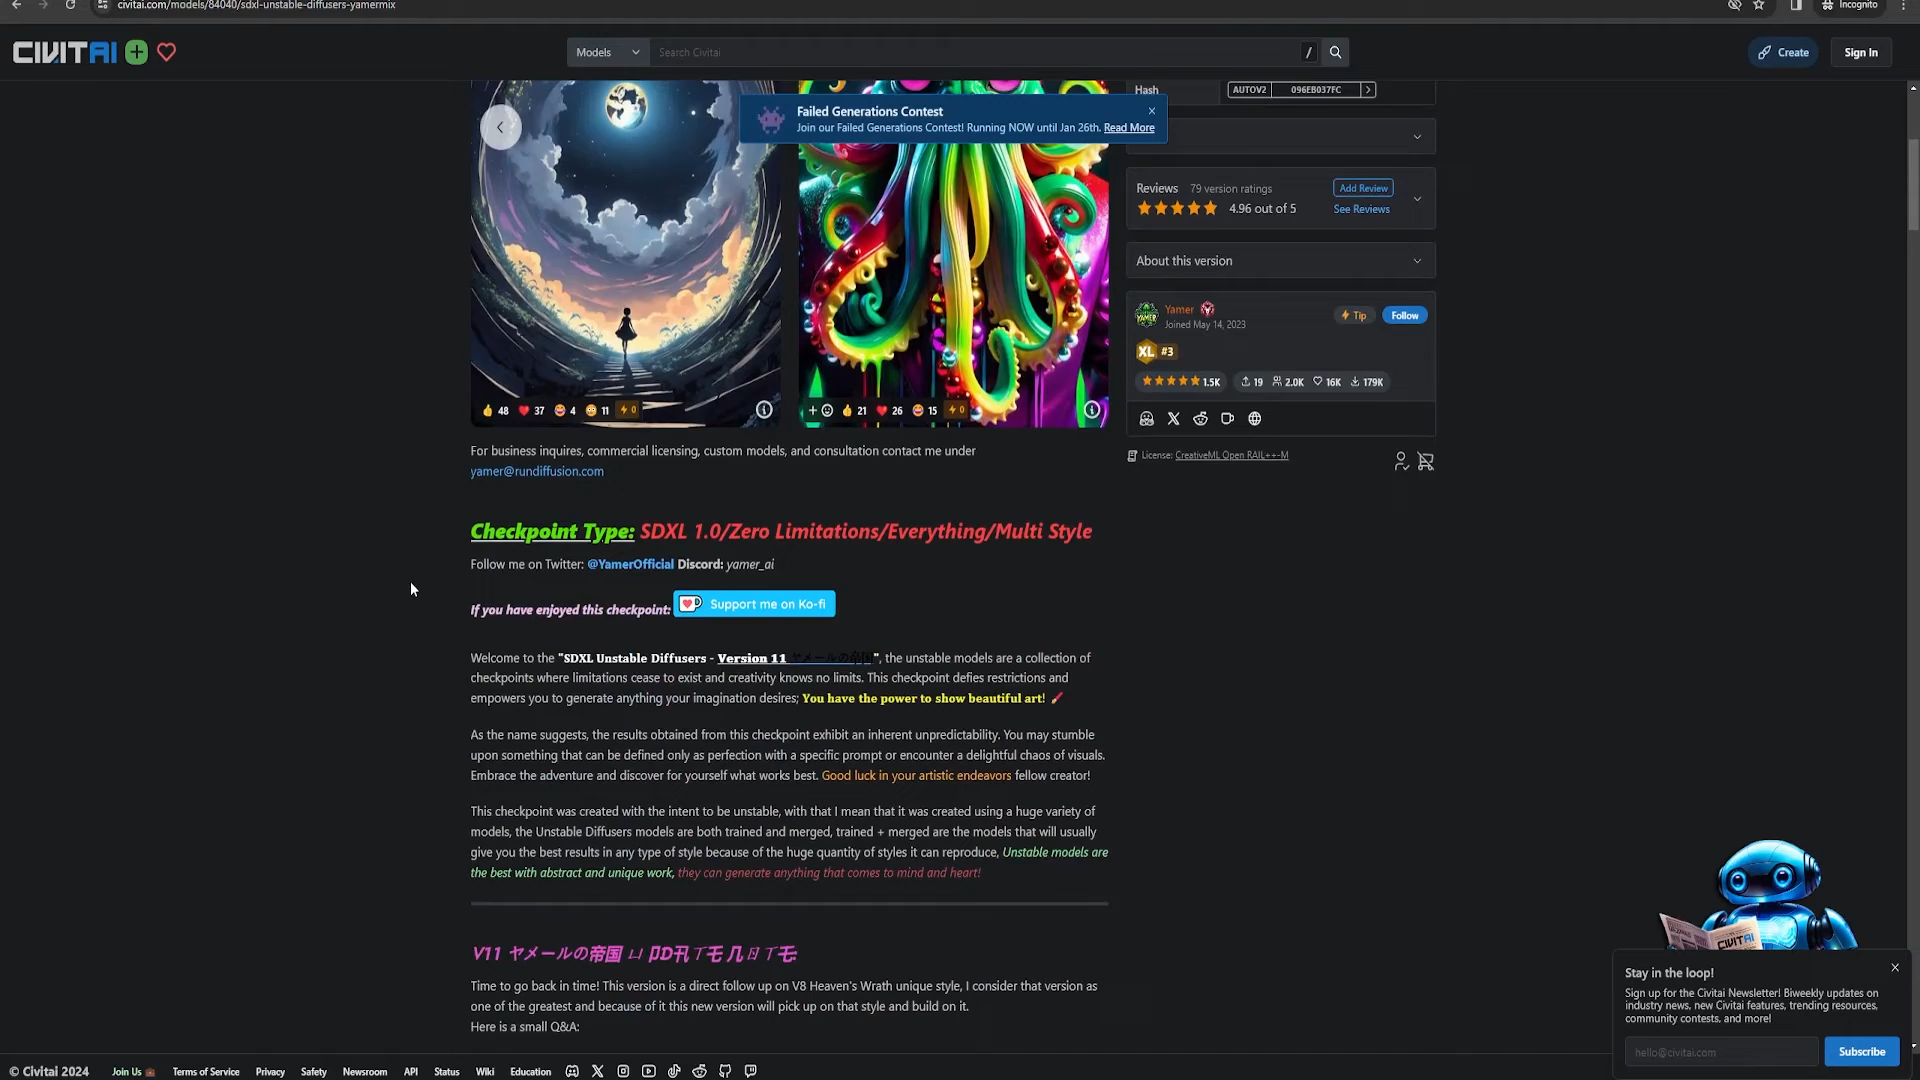 civitai.com/models/84040/sdxl-unstable-diffusers-yamermix
Incognito
CIVITAI
Models
Search Civitai
/
Create
Sign In
Failed Generations Contest
Join our Failed Generations Contest! Running NOW until Jan 26th. Read More
Hash
AUTOV2 096EB037FC
Reviews 79 version ratings
Add Review
4.96 out of 5
See Reviews
About this version
Yamer
Joined May 14, 2023
Tip
Follow
XL #3
1.5K 19 2.0K 16K 179K
48 37 4 11 0
21 26 15 0
License: CreativeML Open RAIL++-M
For business inquires, commercial licensing, custom models, and consultation contact me under
yamer@rundiffusion.com
Checkpoint Type: SDXL 1.0/Zero Limitations/Everything/Multi Style
Follow me on Twitter: @YamerOfficial Discord: yamer_ai
If you have enjoyed this checkpoint: Support me on Ko-fi
Welcome to the "SDXL Unstable Diffusers - Version 11 ヤメールの帝国", the unstable models are a collection of
checkpoints where limitations cease to exist and creativity knows no limits. This checkpoint defies restrictions and
empowers you to generate anything your imagination desires; You have the power to show beautiful art! 🖌️
As the name suggests, the results obtained from this checkpoint exhibit an inherent unpredictability. You may stumble
upon something that can be defined only as perfection with a specific prompt or encounter a delightful chaos of visuals.
Embrace the adventure and discover for yourself what works best. Good luck in your artistic endeavors fellow creator!
This checkpoint was created with the intent to be unstable, with that I mean that it was created using a huge variety of
models, the Unstable Diffusers models are both trained and merged, trained + merged are the models that will usually
give you the best results in any type of style because of the huge quantity of styles it can reproduce, Unstable models are
the best with abstract and unique work, they can generate anything that comes to mind and heart!
V11 ヤメールの帝国 ㄩ 卩D卂ㄒ乇 几ㄖㄒ乇:
Time to go back in time! This version is a direct follow up on V8 Heaven's Wrath unique style, I consider that version as
one of the greatest and because of it this new version will pick up on that style and build on it.
Here is a small Q&A:
CIVITAI
Stay in the loop!
Sign up for the Civitai Newsletter! Biweekly updates on
industry news, new Civitai features, trending resources,
community contests, and more!
hello@civitai.com
Subscribe
© Civitai 2024 Join Us Terms of Service Privacy Safety Newsroom API Status Wiki Education